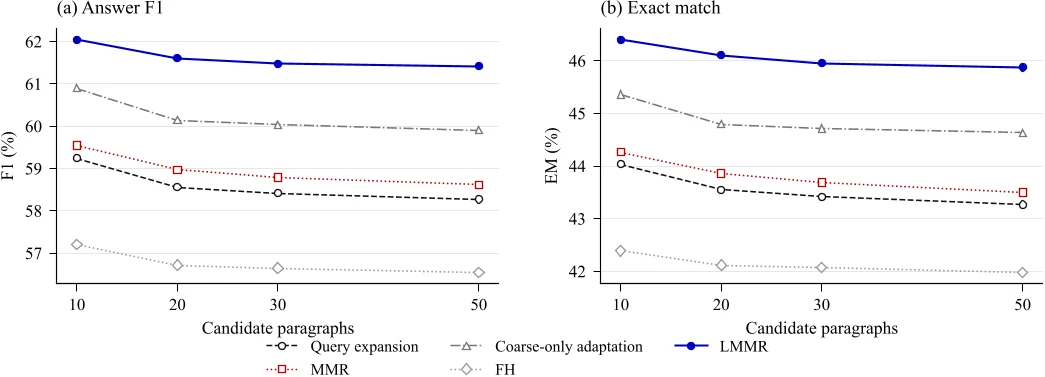 (a) Answer F1
62
61
60
59
58
57
F1 (%)
10 20 30 50
Candidate paragraphs
(b) Exact match
46
45
44
43
42
EM (%)
10 20 30 50
Candidate paragraphs
Query expansion Coarse-only adaptation LMMR
MMR FH